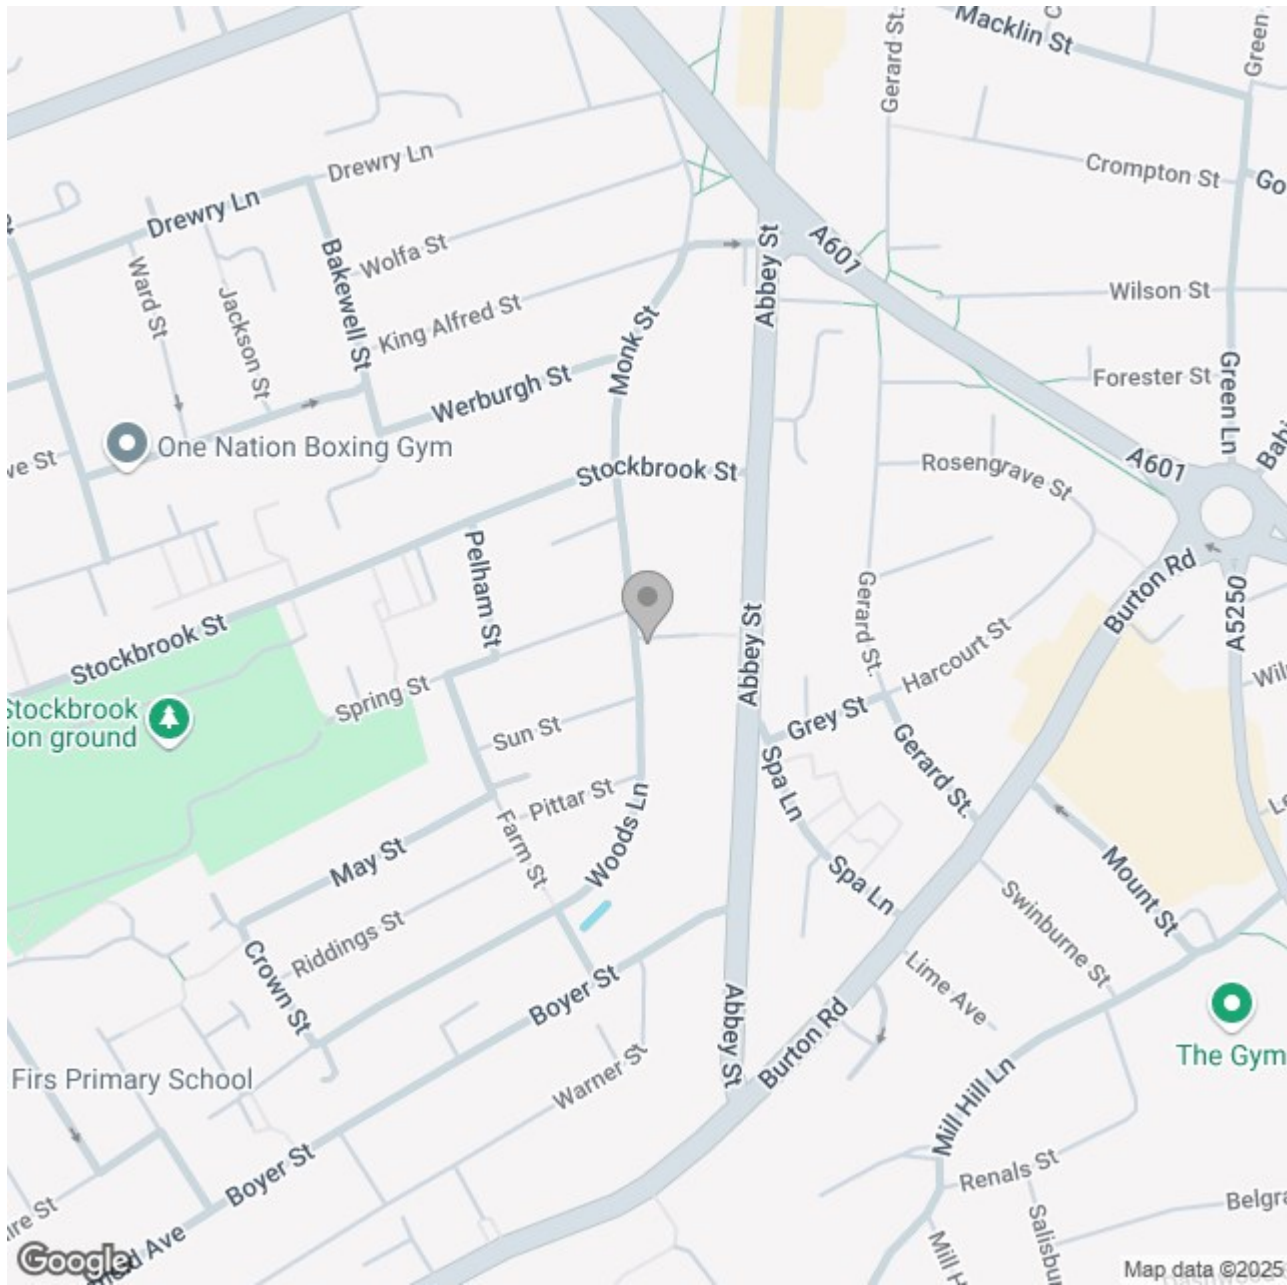 Macklin St
Gerard St.
Green
Drewry Ln
Crompton St
Drewry Ln
Wolfa St
Abbey St
A601
Bakewell St
Ward St
Jackson St
King Alfred St
Wilson St
Monk St
Werburgh St
Forester St
Green Ln
One Nation Boxing Gym
ve St
Stockbrook St
Rosengrave St
A601
Pelham St
Burton Rd
Gerard St.
A5250
Abbey St
Stockbrook St
Harcourt St
Spring St
Stockbrook
ion ground
Sun St
Grey St
Gerard St.
Spa Ln
Pittar St
Woods Ln
Farm St
May St
Mount St
Spa Ln
Swinburne St
Riddings St
Crown St
Lime Ave
Boyer St
Abbey St
Burton Rd
The Gym
Firs Primary School
Warner St
Mill Hill Ln
Boyer St
Renals St
Belgra
Salisbu
ire St
Mill H
Google
Map data ©2025